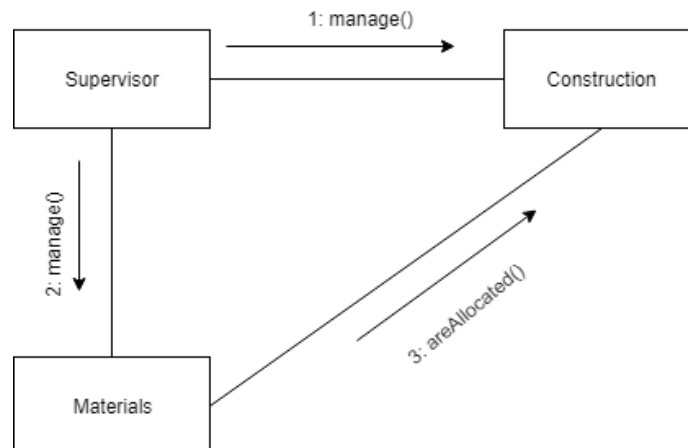 1: manage()
Supervisor
Construction
2: manage()
3: areAllocated()
Materials